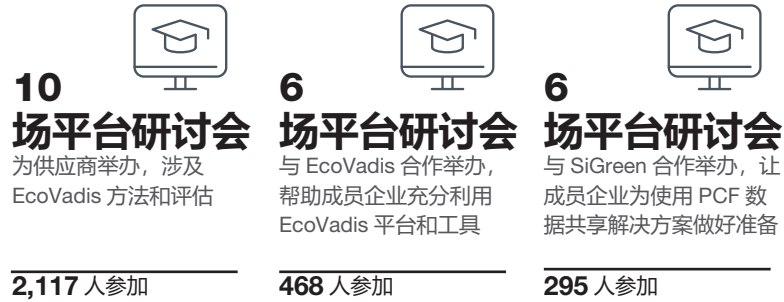 10
场平台研讨会
为供应商举办，涉及
EcoVadis 方法和评估
2,117 人参加
6
场平台研讨会
与 EcoVadis 合作举办，
帮助成员企业充分利用
EcoVadis 平台和工具
468 人参加
6
场平台研讨会
与 SiGreen 合作举办，让
成员企业为使用 PCF 数
据共享解决方案做好准备
295 人参加